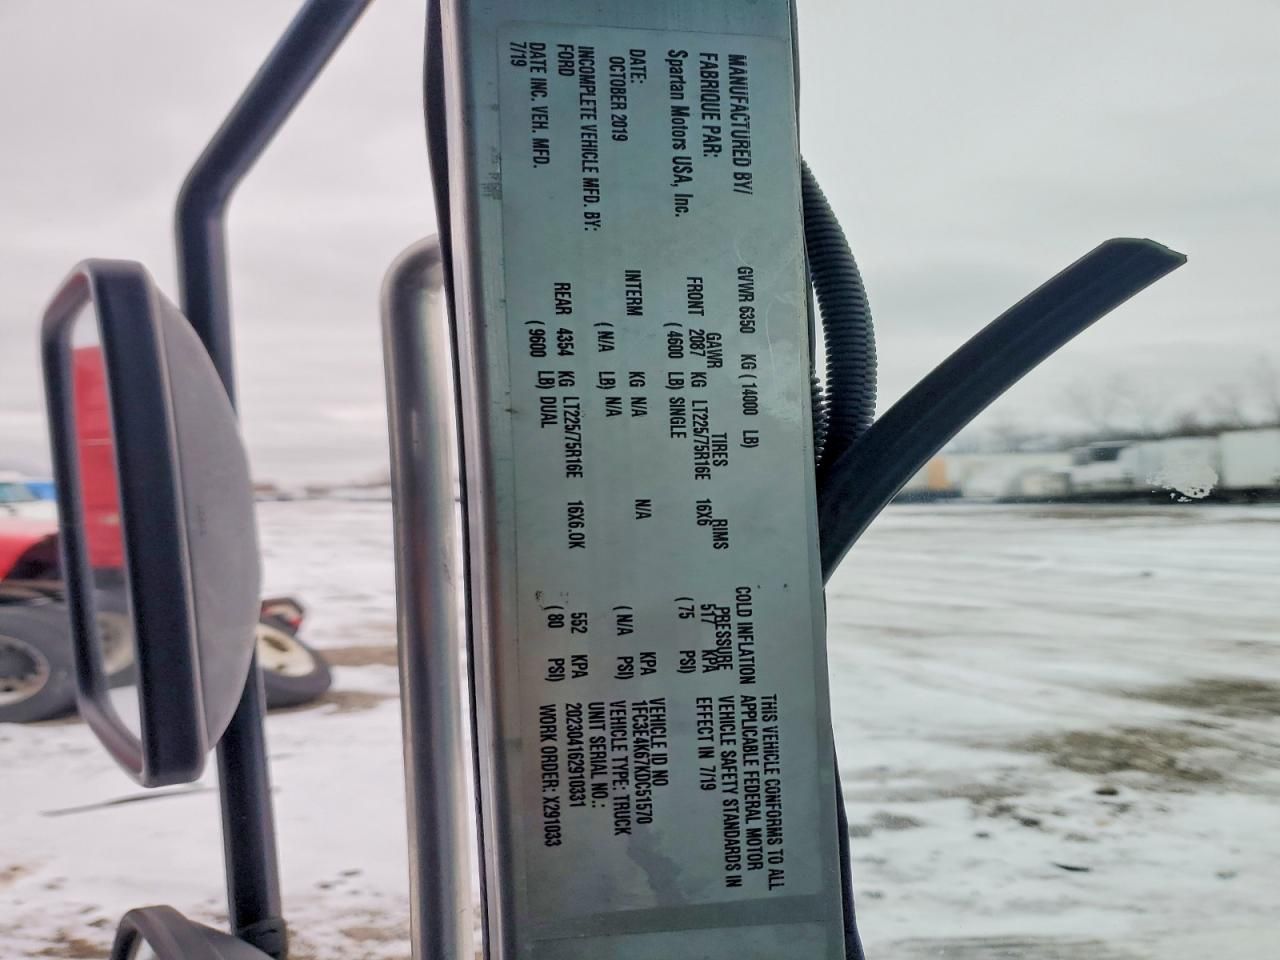 MANUFACTURED BY/
FABRIQUE PAR:
Spartan Motors USA, Inc.
DATE:
OCTOBER 2019
INCOMPLETE VEHICLE MFD. BY:
FORD
DATE INC. VEH. MFD.
7/19
GVWR 6350 KG ( 14000 LB)
GAWR TIRES RIMS COLD INFLATION PRESSURE
FRONT 2087 KG LT225/75R16E 16X6 517 KPA
( 4600 LB) SINGLE ( 75 PSI)
INTERM KG N/A N/A KPA
( N/A LB) N/A ( N/A PSI)
REAR 4354 KG LT225/75R16E 16X6.0K 552 KPA
( 9600 LB) DUAL ( 80 PSI)
THIS VEHICLE CONFORMS TO ALL
APPLICABLE FEDERAL MOTOR
VEHICLE SAFETY STANDARDS IN
EFFECT IN 7/19
VEHICLE ID NO
1FC3E4K67KDC51570
VEHICLE TYPE: TRUCK
UNIT SERIAL NO.:
20230416291033​1
WORK ORDER: X291033